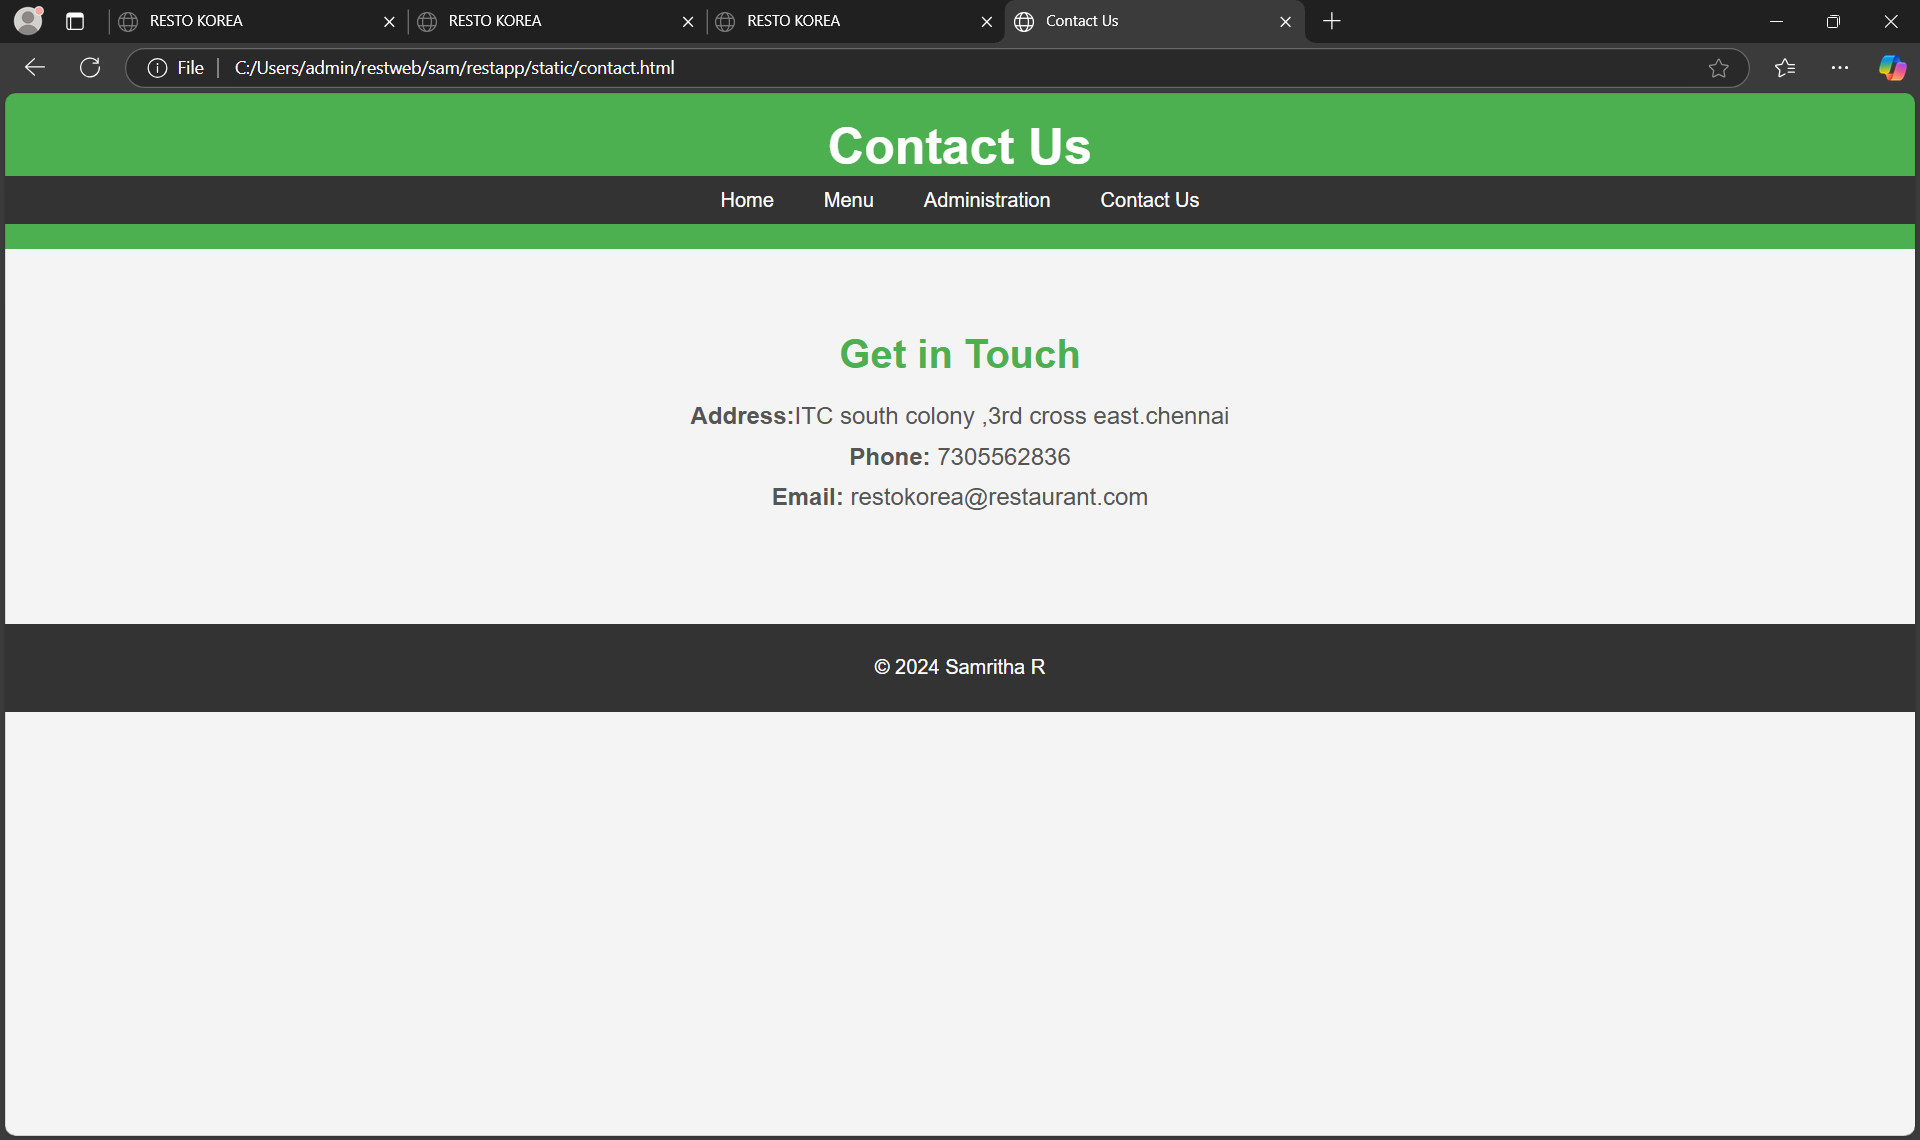 RESTO KOREA RESTO KOREA RESTO KOREA Contact Us
File C:/Users/admin/restweb/sam/restapp/static/contact.html
Contact Us
Home Menu Administration Contact Us
Get in Touch
Address:ITC south colony ,3rd cross east.chennai
Phone: 7305562836
Email: restokorea@restaurant.com
© 2024 Samritha R